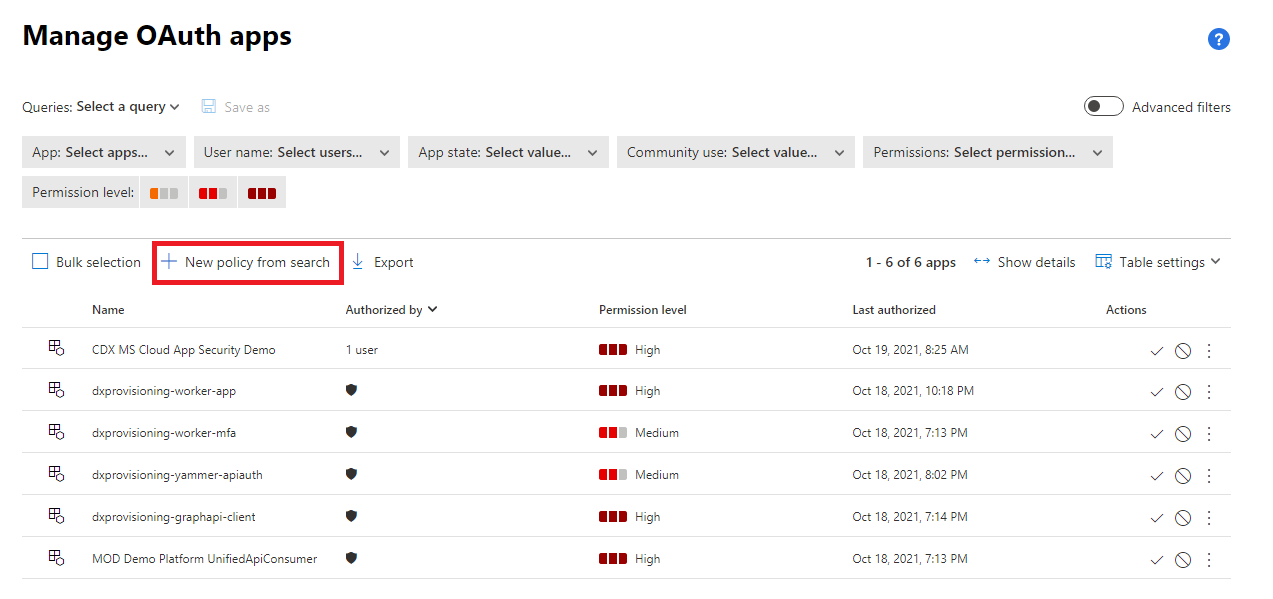 Manage OAuth apps
?
Queries: Select a query Save as Advanced filters
App: Select apps... User name: Select users... App state: Select value... Community use: Select value... Permissions: Select permission...
Permission level:
Bulk selection New policy from search Export 1 - 6 of 6 apps Show details Table settings
Name Authorized by Permission level Last authorized Actions
CDX MS Cloud App Security Demo 1 user High Oct 19, 2021, 8:25 AM
dxprovisioning-worker-app High Oct 18, 2021, 10:18 PM
dxprovisioning-worker-mfa Medium Oct 18, 2021, 7:13 PM
dxprovisioning-yammer-apiauth Medium Oct 18, 2021, 8:02 PM
dxprovisioning-graphapi-client High Oct 18, 2021, 7:14 PM
MOD Demo Platform UnifiedApiConsumer High Oct 18, 2021, 7:13 PM